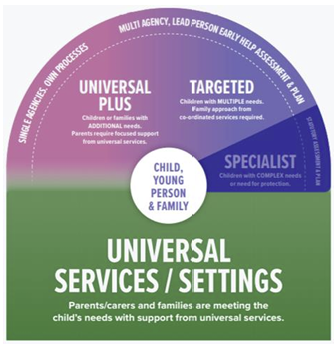 SINGLE AGENCIES. OWN PROCESSES
MULTI AGENCY, LEAD PERSON EARLY HELP ASSESSMENT & PLAN
STATUTORY ASSESSMENT & PLAN
UNIVERSAL
PLUS
Children or families with
ADDITIONAL needs.
Parents require focused support
from universal services.
TARGETED
Children with MULTIPLE needs.
Family approach from
co-ordinated services required.
SPECIALIST
Children with COMPLEX needs
or need for protection.
CHILD,
YOUNG
PERSON
& FAMILY
UNIVERSAL
SERVICES / SETTINGS
Parents/carers and families are meeting the
child's needs with support from universal services.